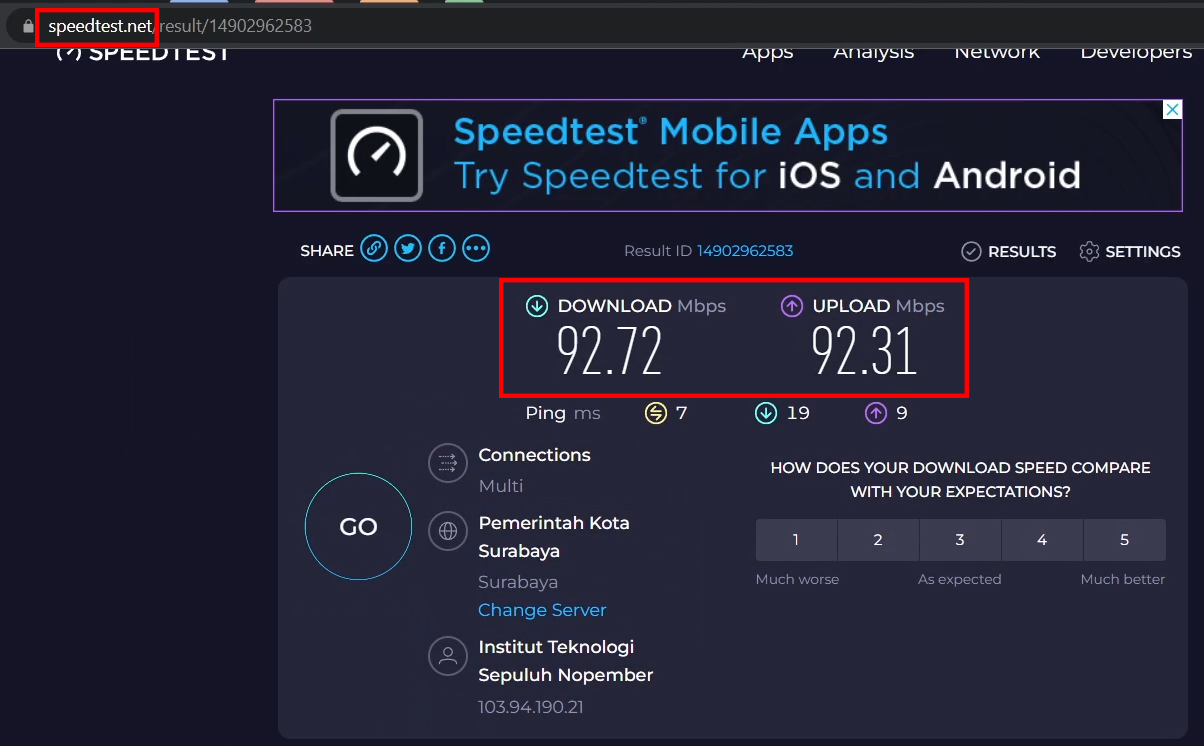 speedtest.net/result/14902962583
SPEEDTEST
Apps Analysis Network Developers
Speedtest® Mobile Apps
Try Speedtest for iOS and Android
SHARE
Result ID 14902962583
RESULTS
SETTINGS
DOWNLOAD Mbps
92.72
UPLOAD Mbps
92.31
Ping ms 7 19 9
GO
Connections
Multi
Pemerintah Kota
Surabaya
Surabaya
Change Server
Institut Teknologi
Sepuluh Nopember
103.94.190.21
HOW DOES YOUR DOWNLOAD SPEED COMPARE
WITH YOUR EXPECTATIONS?
1 2 3 4 5
Much worse As expected Much better